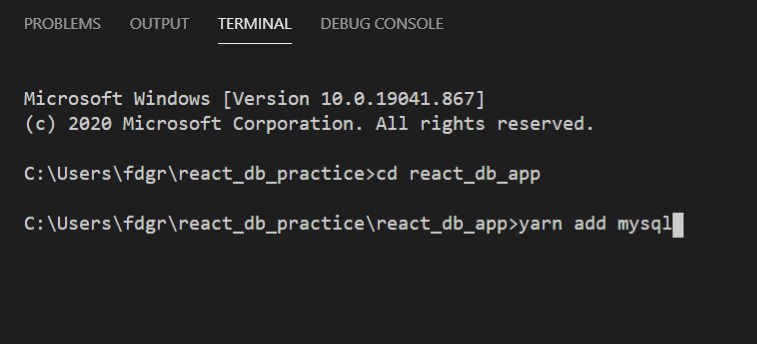 PROBLEMS OUTPUT TERMINAL DEBUG CONSOLE
Microsoft Windows [Version 10.0.19041.867]
(c) 2020 Microsoft Corporation. All rights reserved.
C:\Users\fdgr\react_db_practice>cd react_db_app
C:\Users\fdgr\react_db_practice\react_db_app>yarn add mysql